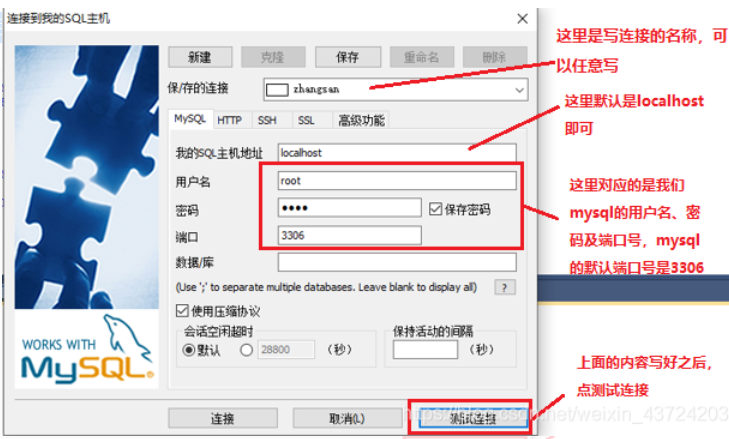 连接到我的SQL主机
新建 克隆 保存 重命名 删除
保/存的连接 zhangsan
MySQL HTTP SSH SSL 高级功能
我的SQL主机地址 localhost
用户名 root
密码 •••• 保存密码
端口 3306
数据/库
(Use ';' to separate multiple databases. Leave blank to display all) ?
使用压缩协议
会话空闲超时
默认 28800 (秒)
保持活动的间隔
(秒)
WORKS WITH
MySQL
连接 取消(L) 测试连接
这里是写连接的名称，可
以任意写
这里默认是localhost
即可
这里对应的是我们
mysql的用户名、密
码及端口号，mysql
的默认端口号是3306
上面的内容写好之后，
点测试连接
https://blog.csdn.net/weixin_43724203